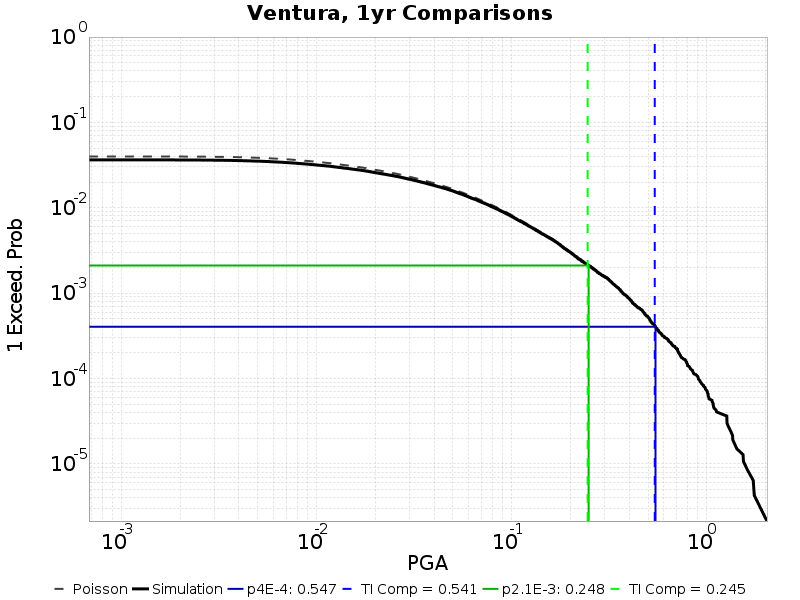 Ventura, 1yr Comparisons
10^0
10^-1
10^-2
10^-3
10^-4
10^-5
1 Exceed. Prob
10^-3 10^-2 10^-1 10^0
PGA
Poisson Simulation p4E-4: 0.547 TI Comp = 0.541 p2.1E-3: 0.248 TI Comp = 0.245